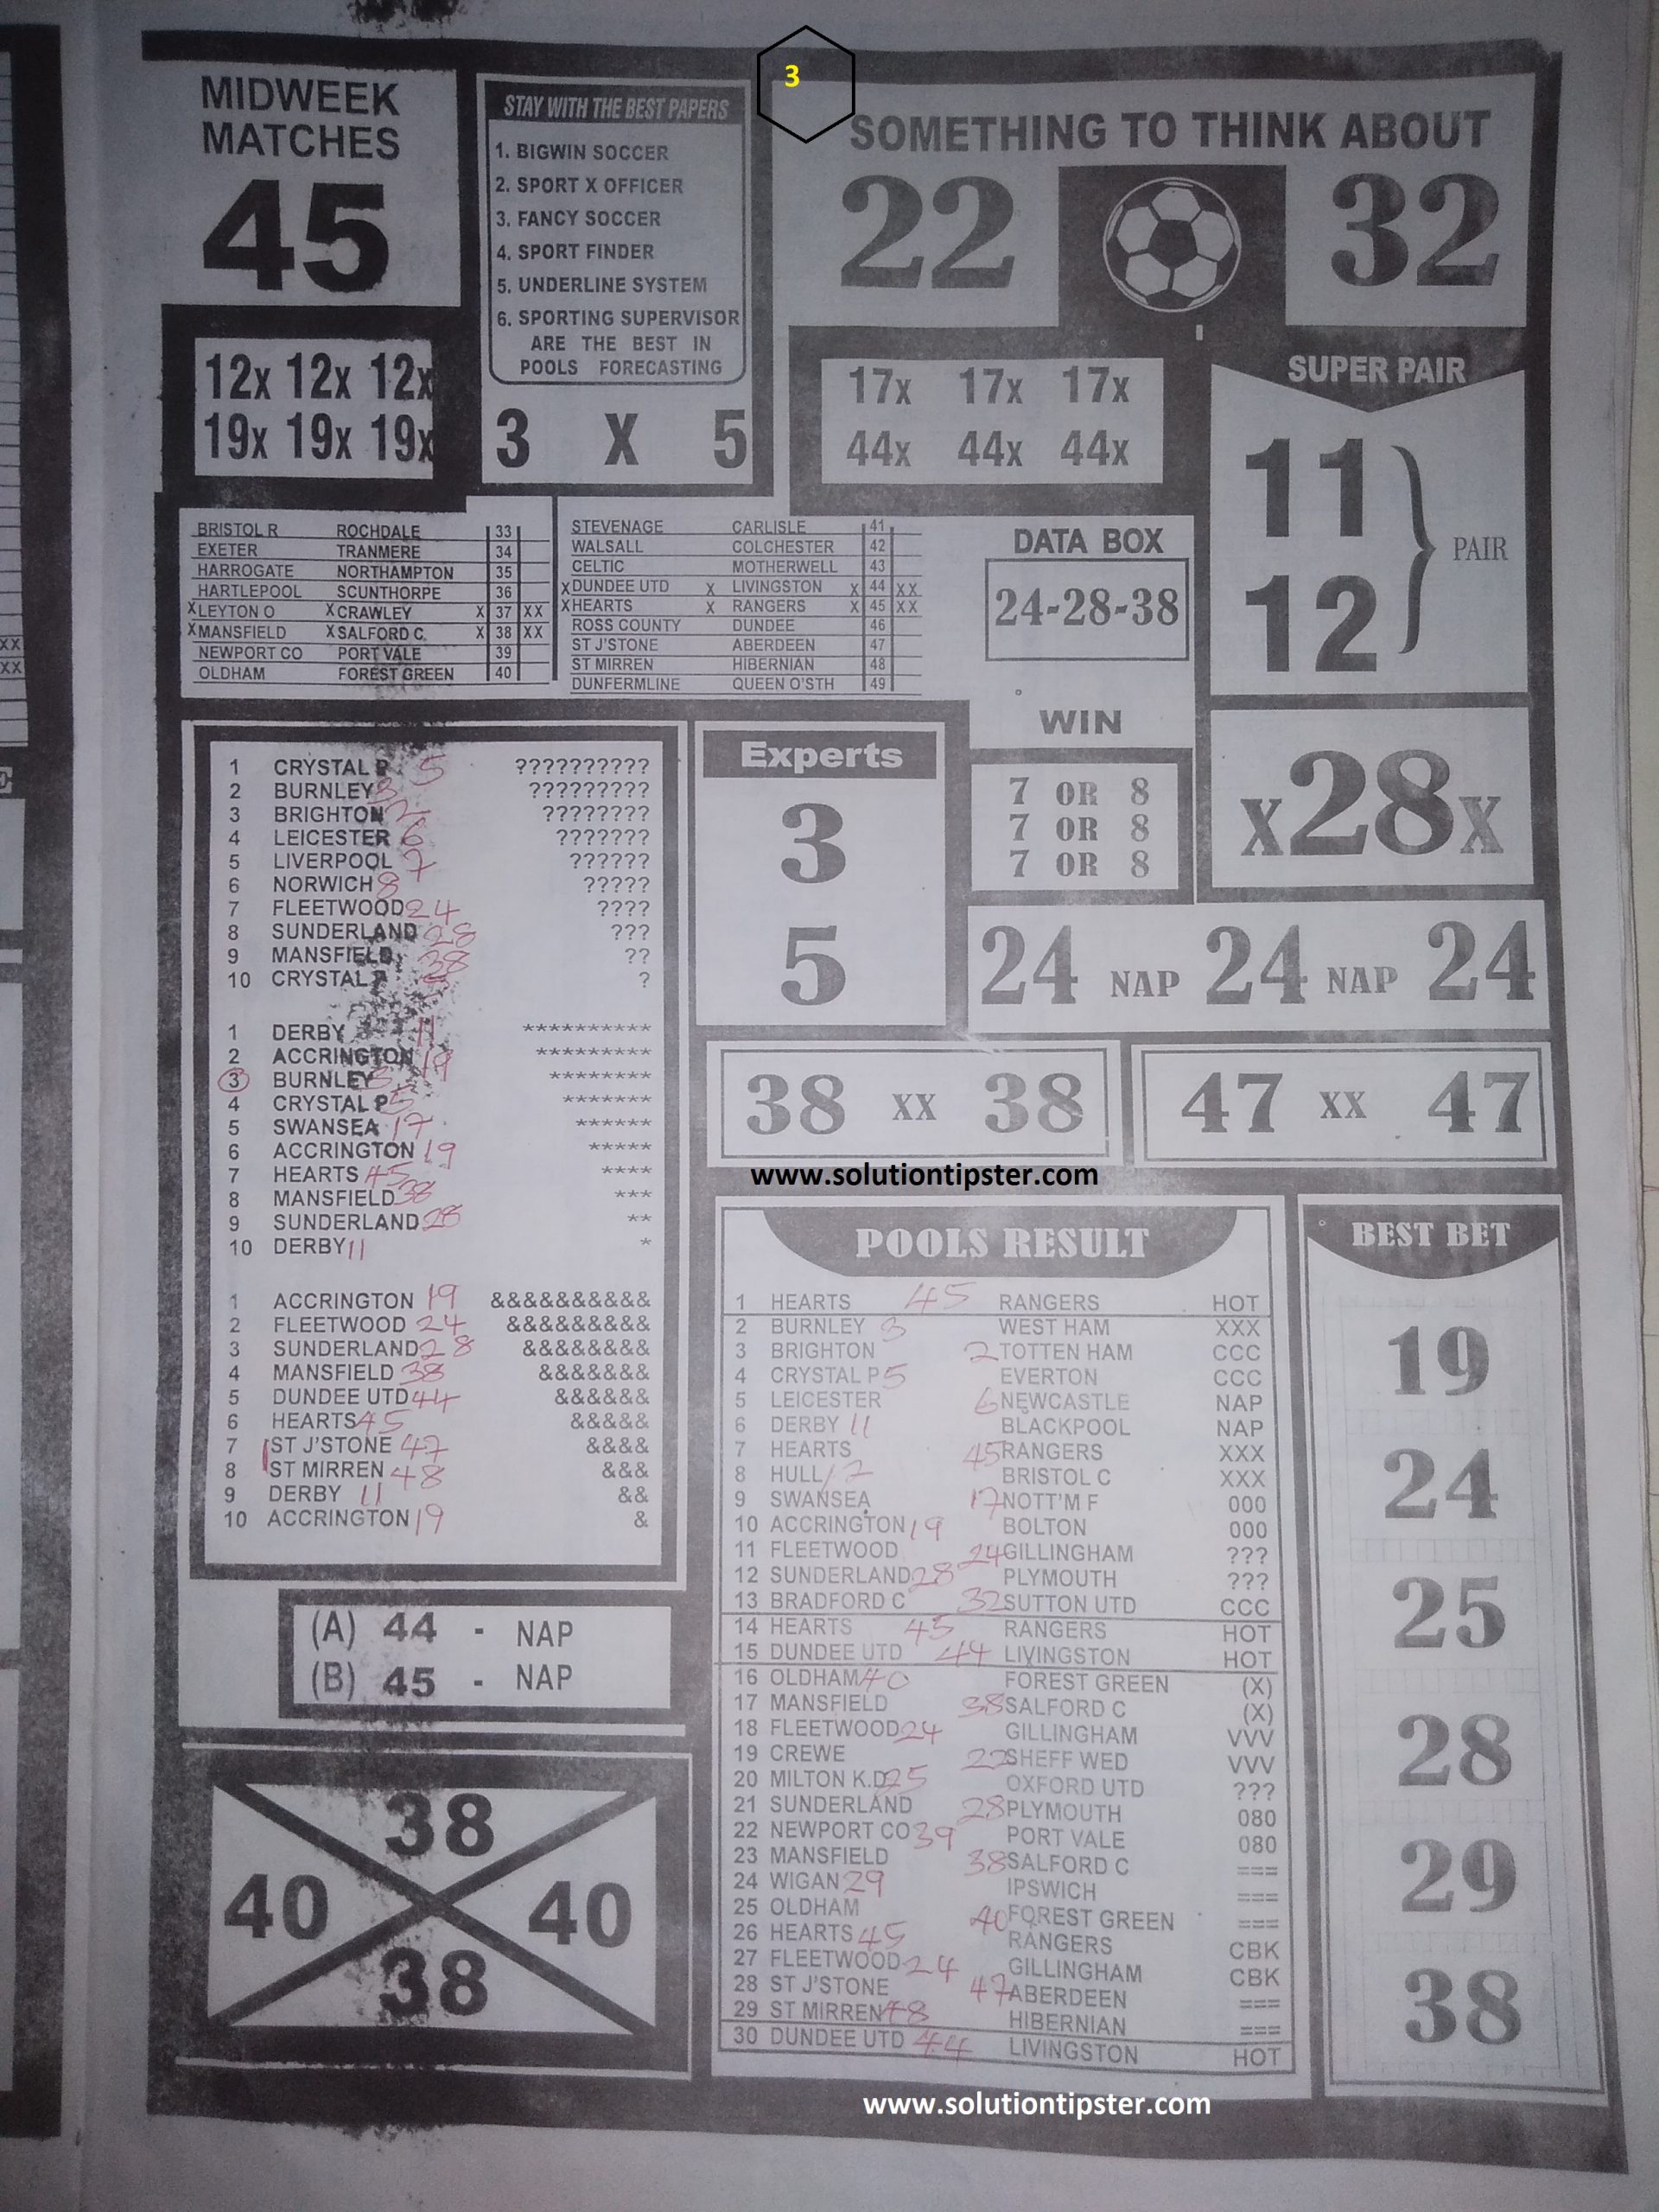 3
MIDWEEK
MATCHES
45
STAY WITH THE BEST PAPERS
1. BIGWIN SOCCER
2. SPORT X OFFICER
3. FANCY SOCCER
4. SPORT FINDER
5. UNDERLINE SYSTEM
6. SPORTING SUPERVISOR
ARE THE BEST IN
POOLS FORECASTING
3 X 5
SOMETHING TO THINK ABOUT
22 32
12x 12x 12x
19x 19x 19x
17x 17x 17x
44x 44x 44x
SUPER PAIR
11
12
PAIR
BRISTOL R ROCHDALE 33
EXETER TRANMERE 34
HARROGATE NORTHAMPTON 35
HARTLEPOOL SCUNTHORPE 36
X LEYTON O X CRAWLEY X 37 XX
X MANSFIELD X SALFORD C. X 38 XX
NEWPORT CO PORT VALE 39
OLDHAM FOREST GREEN 40
STEVENAGE CARLISLE 41
WALSALL COLCHESTER 42
CELTIC MOTHERWELL 43
X DUNDEE UTD X LIVINGSTON X 44 XX
X HEARTS X RANGERS X 45 XX
ROSS COUNTY DUNDEE 46
ST J'STONE ABERDEEN 47
ST MIRREN HIBERNIAN 48
DUNFERMLINE QUEEN O'STH 49
DATA BOX
24-28-38
WIN
7 OR 8
7 OR 8
7 OR 8
X28X
Experts
3
5
24 NAP 24 NAP 24
38 XX 38
47 XX 47
www.solutiontipster.com
1 CRYSTAL P 5 ??????????
2 BURNLEY 3 ?????????
3 BRIGHTON 2 ????????
4 LEICESTER 6 ???????
5 LIVERPOOL 7 ??????
6 NORWICH 8 ?????
7 FLEETWOOD 24 ????
8 SUNDERLAND 28 ???
9 MANSFIELD 38 ??
10 CRYSTAL P 5 ?
1 DERBY 11 **********
2 ACCRINGTON 19 *********
3 BURNLEY 3 ********
4 CRYSTAL P 5 *******
5 SWANSEA 17 ******
6 ACCRINGTON 19 *****
7 HEARTS 45 ****
8 MANSFIELD 38 ***
9 SUNDERLAND 28 **
10 DERBY 11 *
1 ACCRINGTON 19 &&&&&&&&&&
2 FLEETWOOD 24 &&&&&&&&&
3 SUNDERLAND 28 &&&&&&&&
4 MANSFIELD 38 &&&&&&&
5 DUNDEE UTD 44 &&&&&&
6 HEARTS 45 &&&&&
7 ST J'STONE 47 &&&&
8 ST MIRREN 48 &&&
9 DERBY 11 &&
10 ACCRINGTON 19 &
(A) 44 - NAP
(B) 45 - NAP
38
40 40
38
POOLS RESULT
1 HEARTS 45 RANGERS HOT
2 BURNLEY 3 WEST HAM XXX
3 BRIGHTON 2 TOTTEN HAM CCC
4 CRYSTAL P 5 EVERTON CCC
5 LEICESTER 6 NEWCASTLE NAP
6 DERBY 11 BLACKPOOL NAP
7 HEARTS 45 RANGERS XXX
8 HULL 12 BRISTOL C XXX
9 SWANSEA 17 NOTT'M F 000
10 ACCRINGTON 19 BOLTON 000
11 FLEETWOOD 24 GILLINGHAM ???
12 SUNDERLAND 28 PLYMOUTH ???
13 BRADFORD C 32 SUTTON UTD CCC
14 HEARTS 45 RANGERS HOT
15 DUNDEE UTD 44 LIVINGSTON HOT
16 OLDHAM 40 FOREST GREEN (X)
17 MANSFIELD 38 SALFORD C (X)
18 FLEETWOOD 24 GILLINGHAM VVV
19 CREWE 22 SHEFF WED VVV
20 MILTON K.D 25 OXFORD UTD ???
21 SUNDERLAND 28 PLYMOUTH 080
22 NEWPORT CO 39 PORT VALE 080
23 MANSFIELD 38 SALFORD C ===
24 WIGAN 29 IPSWICH ===
25 OLDHAM 40 FOREST GREEN ===
26 HEARTS 45 RANGERS CBK
27 FLEETWOOD 24 GILLINGHAM CBK
28 ST J'STONE 47 ABERDEEN ===
29 ST MIRREN 48 HIBERNIAN ===
30 DUNDEE UTD 44 LIVINGSTON HOT
BEST BET
19
24
25
28
29
38
www.solutiontipster.com